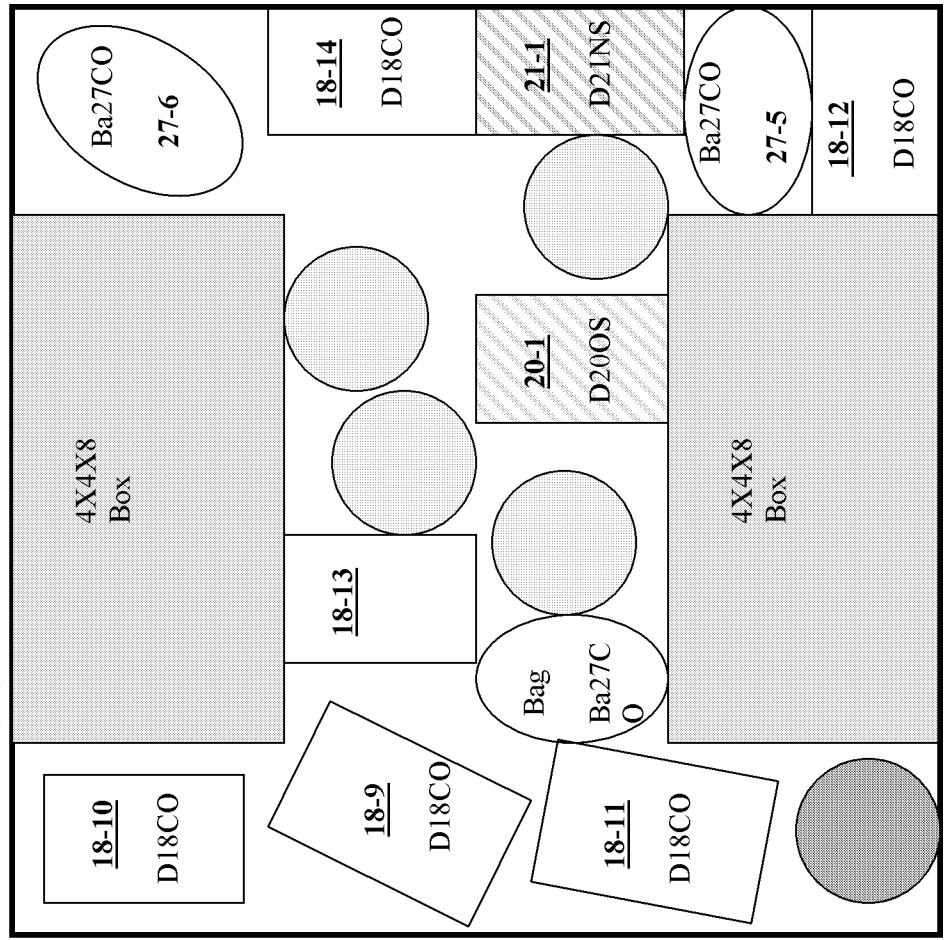 Ba27CO
27-6
18-14
D18CO
21-1
D21NS
Ba27CO
27-5
18-12
D18CO
4X4X8
Box
20-1
D20OS
4X4X8
Box
18-13
Bag
Ba27C
O
18-10
D18CO
18-9
D18CO
18-11
D18CO